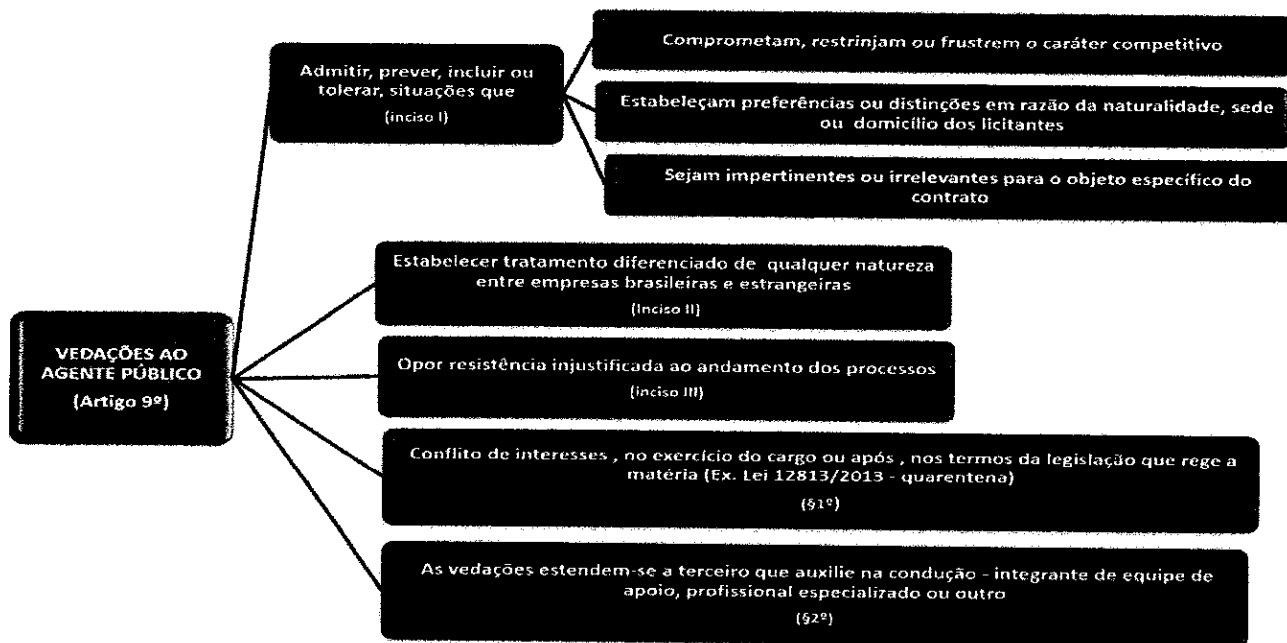 Admitir, prever, incluir ou
tolerar, situações que
(inciso I)
Comprometam, restrinjam ou frustrem o caráter competitivo
Estabeleçam preferências ou distinções em razão da naturalidade, sede
ou domicílio dos licitantes
Sejam impertinentes ou irrelevantes para o objeto específico do
contrato
VEDAÇÕES AO
AGENTE PÚBLICO
(Artigo 9º)
Estabelecer tratamento diferenciado de qualquer natureza
entre empresas brasileiras e estrangeiras
(Inciso II)
Opor resistência injustificada ao andamento dos processos
(inciso III)
Conflito de interesses , no exercício do cargo ou após , nos termos da legislação que rege a
matéria (Ex. Lei 12813/2013 - quarentena)
(§1º)
As vedações estendem-se a terceiro que auxilie na condução - integrante de equipe de
apoio, profissional especializado ou outro
(§2º)